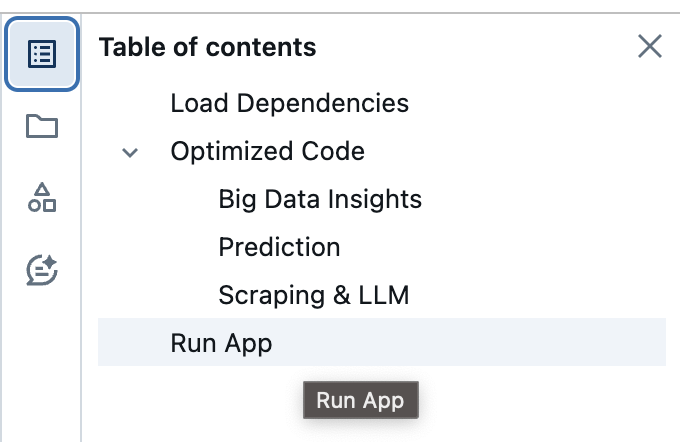 Table of contents
Load Dependencies
Optimized Code
Big Data Insights
Prediction
Scraping & LLM
Run App
Run App